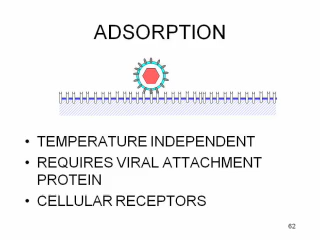 ADSORPTION
• TEMPERATURE INDEPENDENT
• REQUIRES VIRAL ATTACHMENT
PROTEIN
• CELLULAR RECEPTORS
62